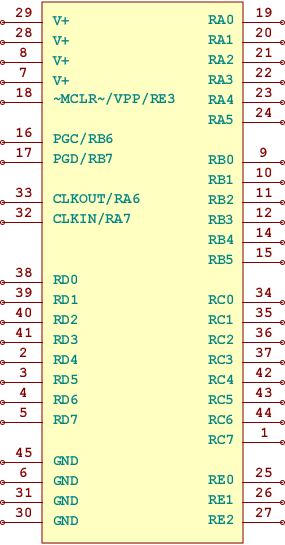 29 V+ RA0 19
28 V+ RA1 20
8 V+ RA2 21
7 V+ RA3 22
18 ~MCLR~/VPP/RE3 RA4 23
RA5 24
16 PGC/RB6
17 PGD/RB7 RB0 9
RB1 10
33 CLKOUT/RA6 RB2 11
32 CLKIN/RA7 RB3 12
RB4 14
RB5 15
38 RD0
39 RD1 RC0 34
40 RD2 RC1 35
41 RD3 RC2 36
2 RD4 RC3 37
3 RD5 RC4 42
4 RD6 RC5 43
5 RD7 RC6 44
RC7 1
45 GND
6 GND RE0 25
31 GND RE1 26
30 GND RE2 27